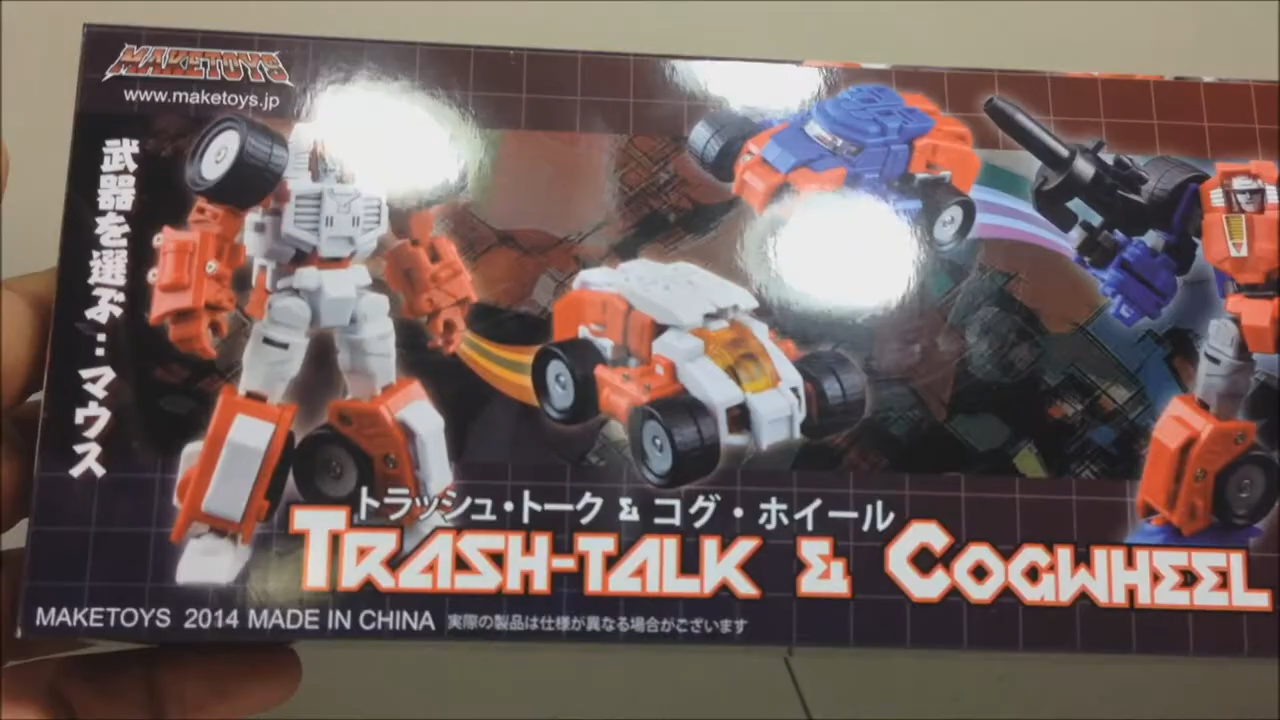 MAKETOYS
www.maketoys.jp
武器を選ぶ：マウス
トラッシュ・トーク & コグ・ホイール
TRASH-TALK & COGWHEEL
MAKETOYS 2014 MADE IN CHINA 実際の製品は仕様が異なる場合がございます